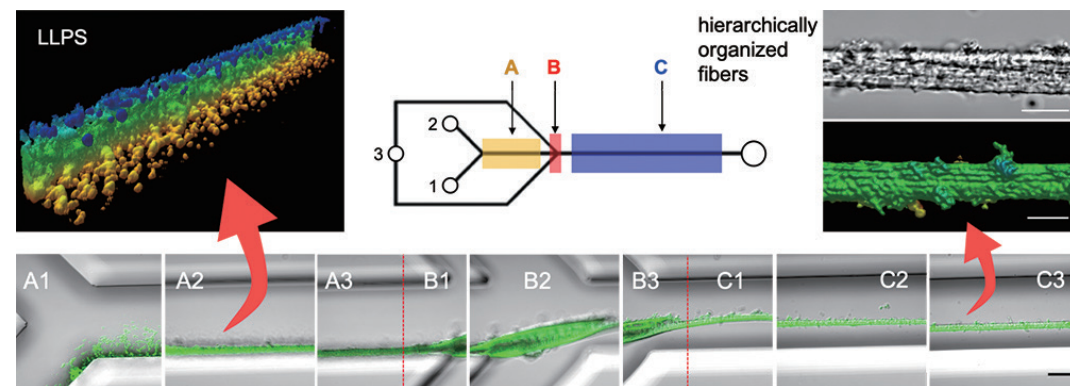 LLPS
A
B
C
2
3
1
hierarchically
organized
fibers
A1
A2
A3
B1
B2
B3
C1
C2
C3